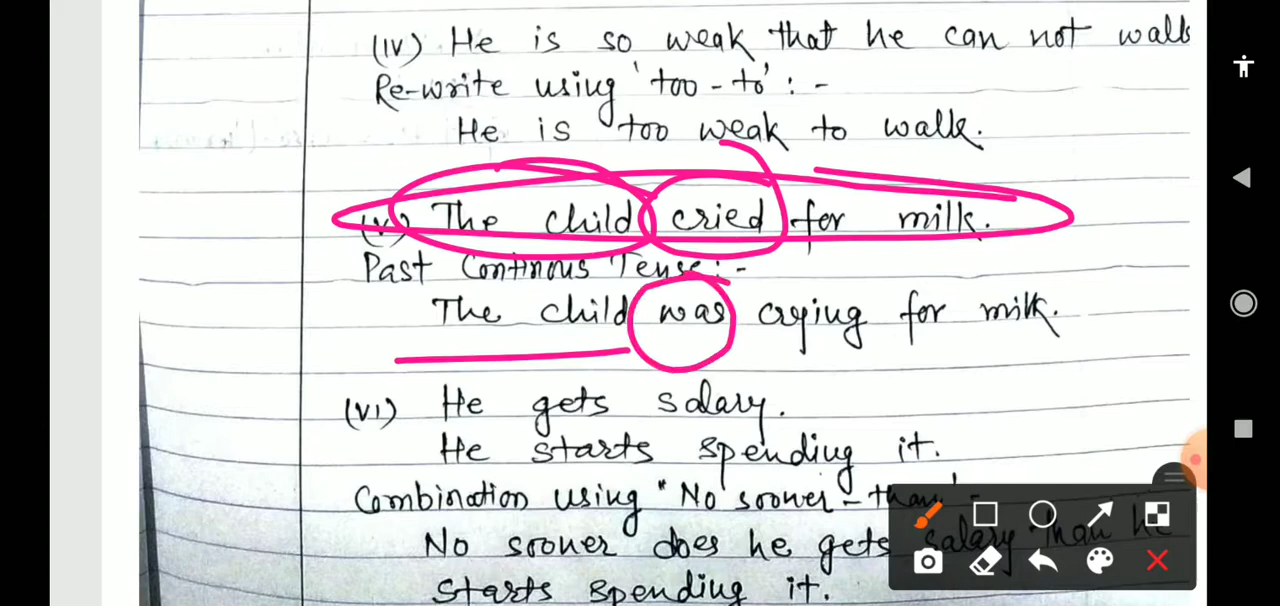 (iv) He is so weak that he can not walk
Re-write using 'too-to' :-
He is too weak to walk.
(v) The child cried for milk.
Past Continous Tense :-
The child was crying for milk.
(vi) He gets salary.
He starts spending it.
Combination using "No sooner - than" -
No sooner does he gets salary than he
starts spending it.